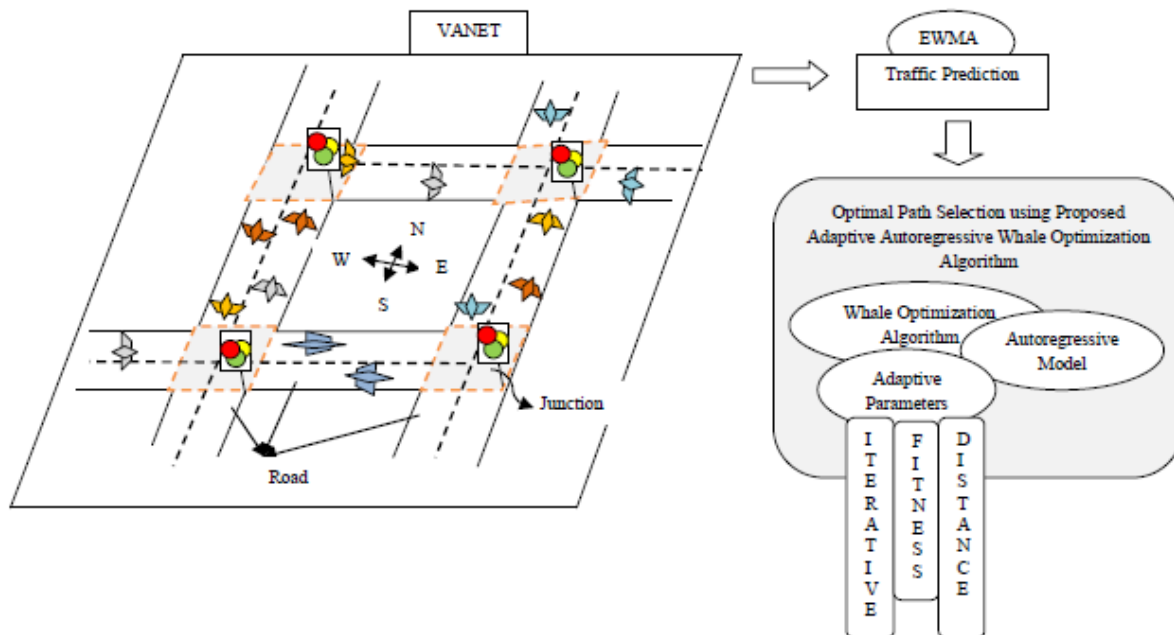 VANET
EWMA
Traffic Prediction
N
W
E
S
Junction
Road
Optimal Path Selection using Proposed
Adaptive Autoregressive Whale Optimization
Algorithm
Whale Optimization
Algorithm
Autoregressive
Model
Adaptive
Parameters
ITERATIVE
FITNESS
DISTANCE